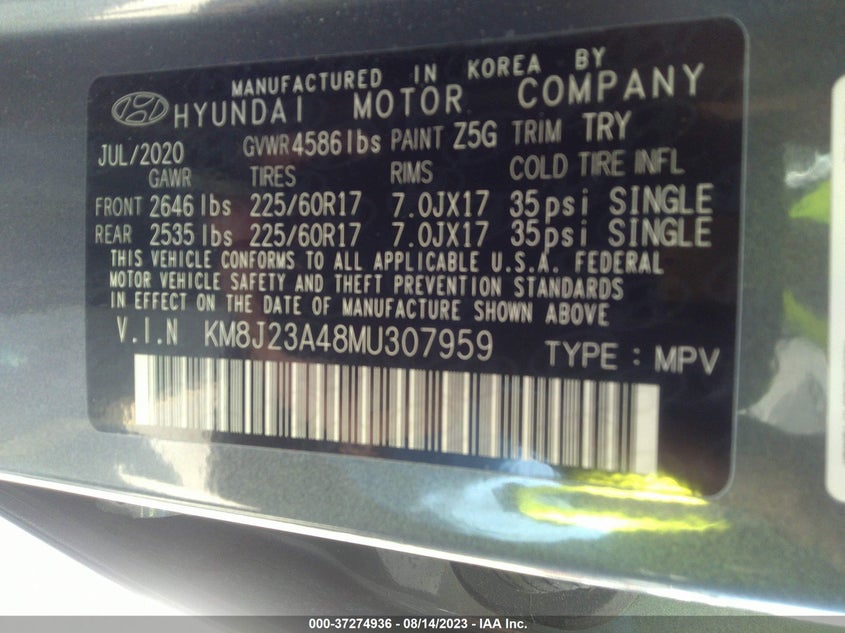 MANUFACTURED IN KOREA BY
HYUNDAI MOTOR COMPANY
JUL/2020 GVWR 4586 lbs PAINT Z5G TRIM TRY
GAWR TIRES RIMS COLD TIRE INFL
FRONT 2646 lbs 225/60R17 7.0JX17 35psi SINGLE
REAR 2535 lbs 225/60R17 7.0JX17 35psi SINGLE
THIS VEHICLE CONFORMS TO ALL APPLICABLE U.S.A. FEDERAL
MOTOR VEHICLE SAFETY AND THEFT PREVENTION STANDARDS
IN EFFECT ON THE DATE OF MANUFACTURE SHOWN ABOVE
V.I.N KM8J23A48MU307959 TYPE : MPV
000-37274936 - 08/14/2023 - IAA Inc.